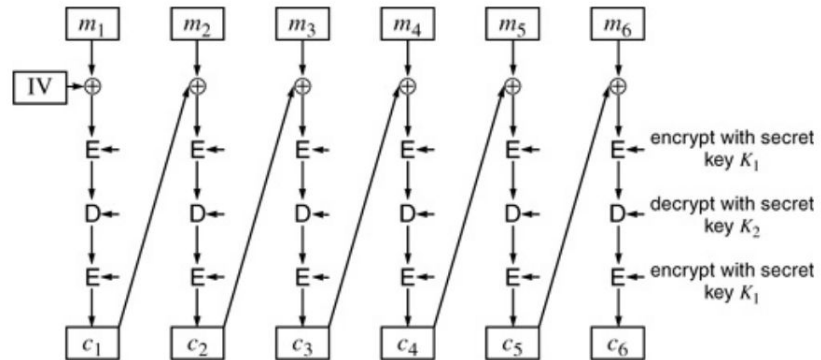 m₁ m₂ m₃ m₄ m₅ m₆
IV ⊕ ⊕ ⊕ ⊕ ⊕ ⊕
E E E E E E encrypt with secret
key K₁
D D D D D D decrypt with secret
key K₂
E E E E E E encrypt with secret
key K₁
c₁ c₂ c₃ c₄ c₅ c₆